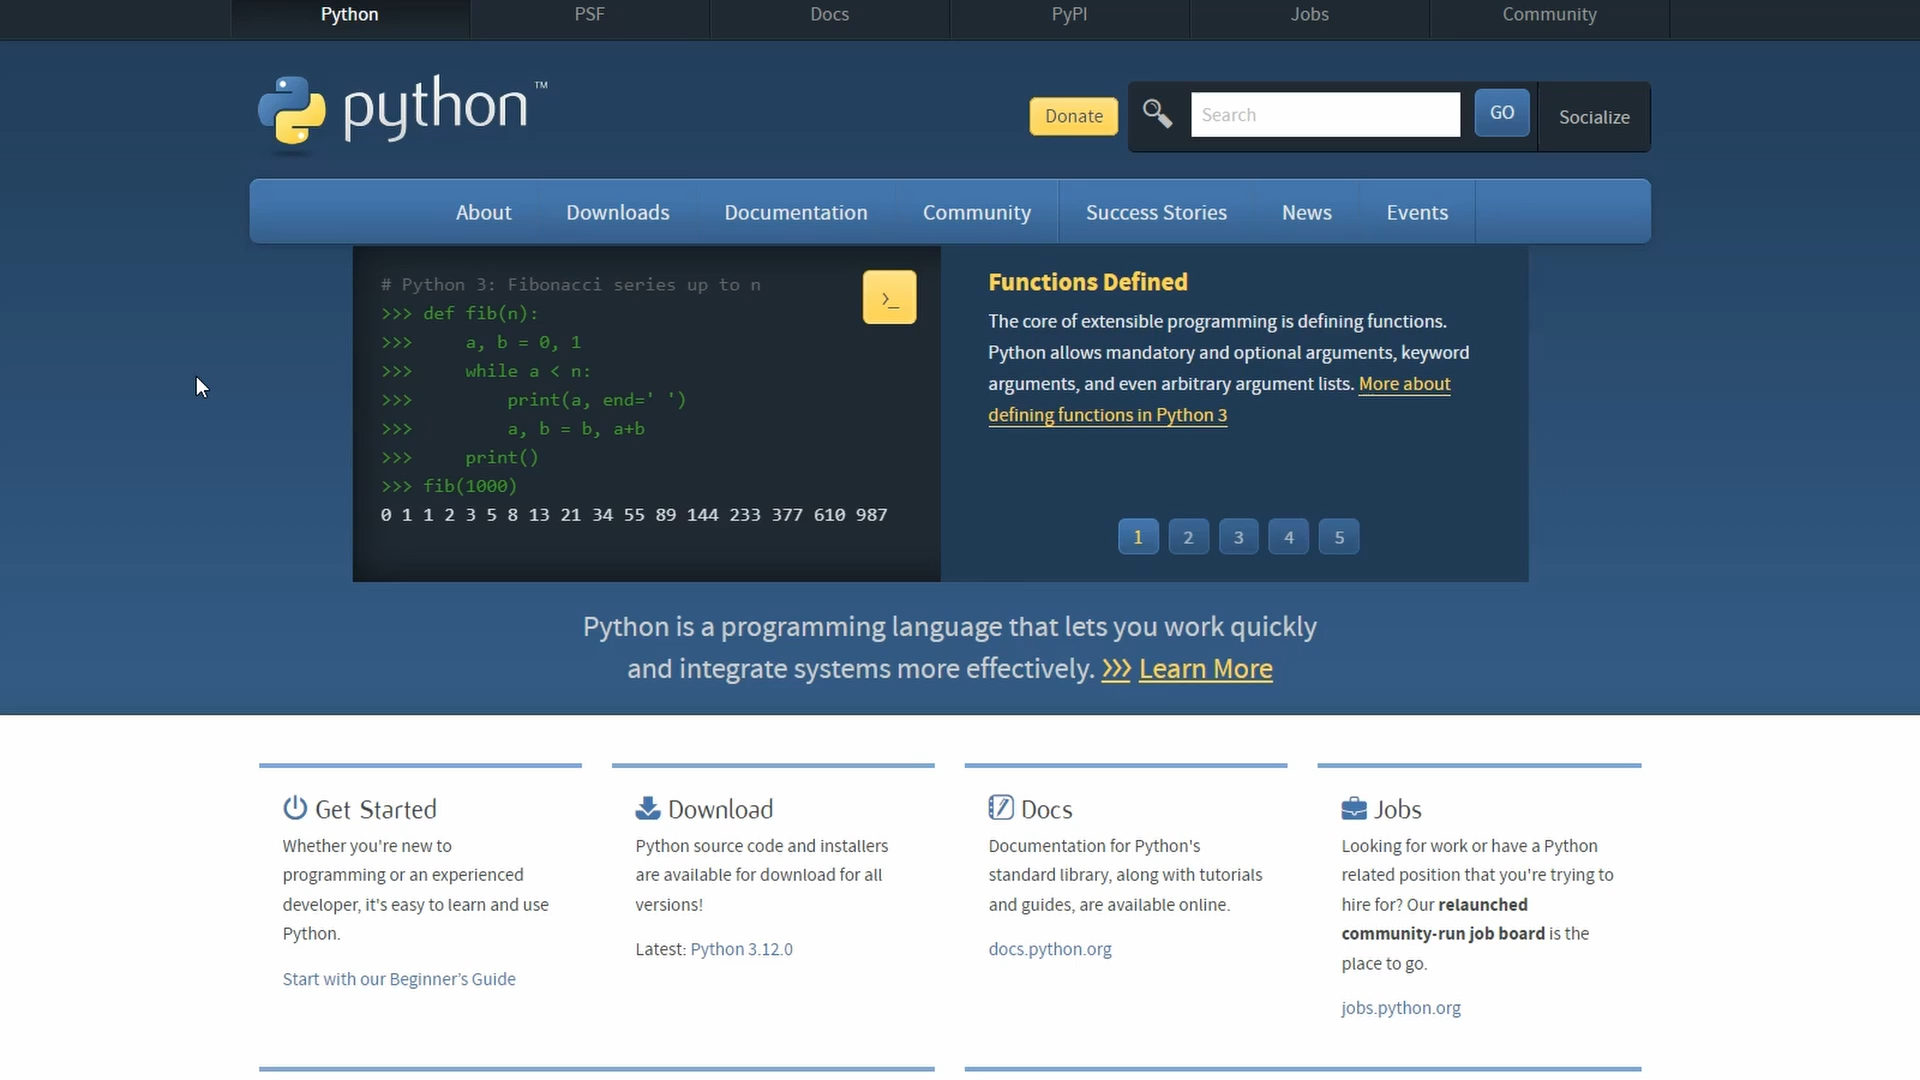 Python PSF Docs PyPI Jobs Community
python™
Donate Search GO Socialize
About Downloads Documentation Community Success Stories News Events
# Python 3: Fibonacci series up to n
>>> def fib(n):
>>>     a, b = 0, 1
>>>     while a < n:
>>>         print(a, end=' ')
>>>         a, b = b, a+b
>>>     print()
>>> fib(1000)
0 1 1 2 3 5 8 13 21 34 55 89 144 233 377 610 987
>_
Functions Defined
The core of extensible programming is defining functions.
Python allows mandatory and optional arguments, keyword
arguments, and even arbitrary argument lists. More about
defining functions in Python 3
1 2 3 4 5
Python is a programming language that lets you work quickly
and integrate systems more effectively. >>> Learn More
Get Started
Whether you're new to
programming or an experienced
developer, it's easy to learn and use
Python.
Start with our Beginner’s Guide
Download
Python source code and installers
are available for download for all
versions!
Latest: Python 3.12.0
Docs
Documentation for Python's
standard library, along with tutorials
and guides, are available online.
docs.python.org
Jobs
Looking for work or have a Python
related position that you're trying to
hire for? Our relaunched
community-run job board is the
place to go.
jobs.python.org